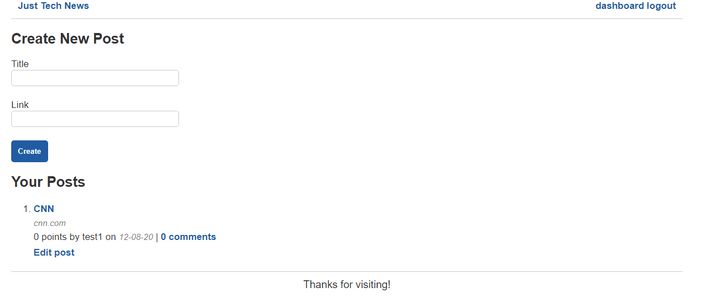 Just Tech News dashboard logout
Create New Post
Title
Link
Create
Your Posts
1. CNN
cnn.com
0 points by test1 on 12-08-20 | 0 comments
Edit post
Thanks for visiting!